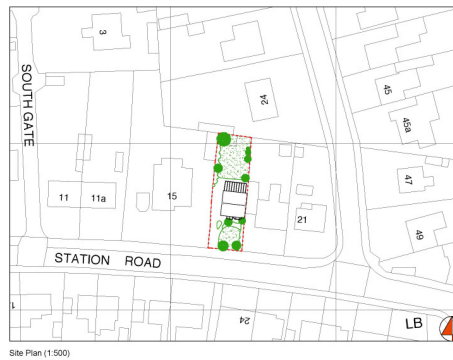 3
SOUTH GATE
24
45
45a
47
11
11a
15
21
49
STATION ROAD
24
LB
1
Site Plan (1:500)